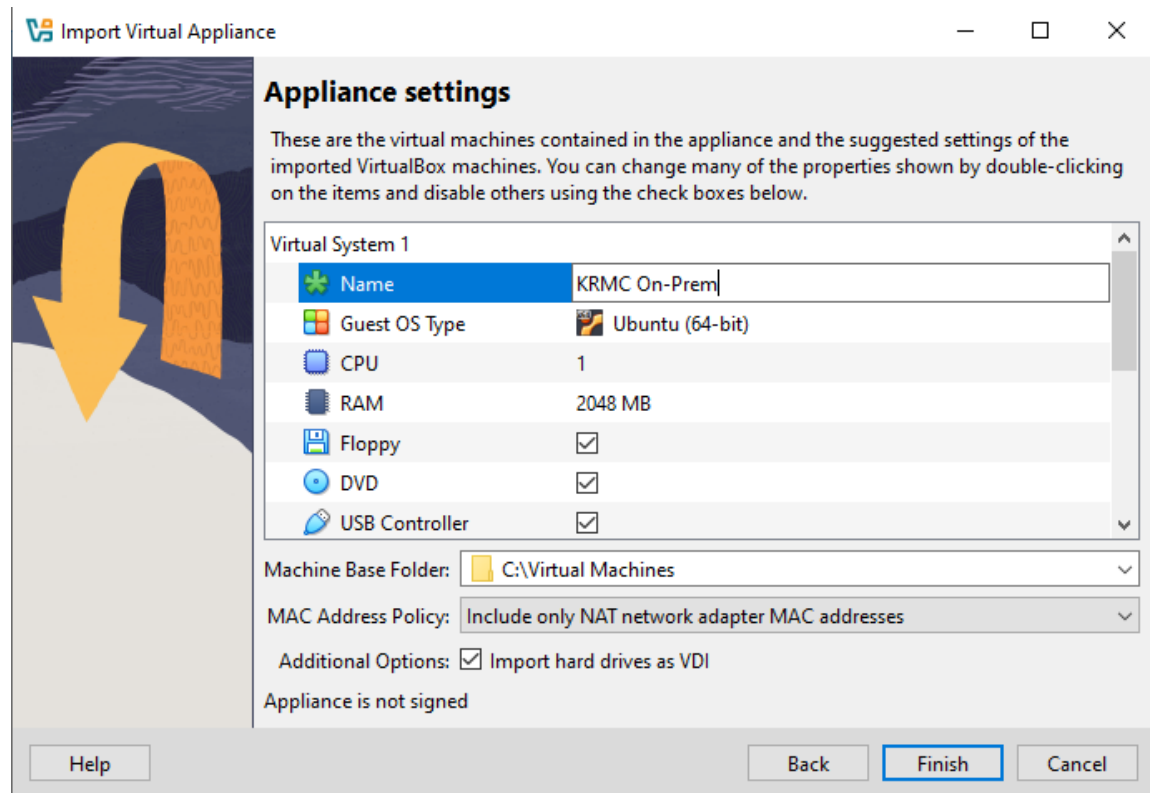 Import Virtual Appliance
Appliance settings
These are the virtual machines contained in the appliance and the suggested settings of the
imported VirtualBox machines. You can change many of the properties shown by double-clicking
on the items and disable others using the check boxes below.
Virtual System 1
Name KRMC On-Prem
Guest OS Type Ubuntu (64-bit)
CPU 1
RAM 2048 MB
Floppy
DVD
USB Controller
Machine Base Folder: C:\Virtual Machines
MAC Address Policy: Include only NAT network adapter MAC addresses
Additional Options: Import hard drives as VDI
Appliance is not signed
Help Back Finish Cancel